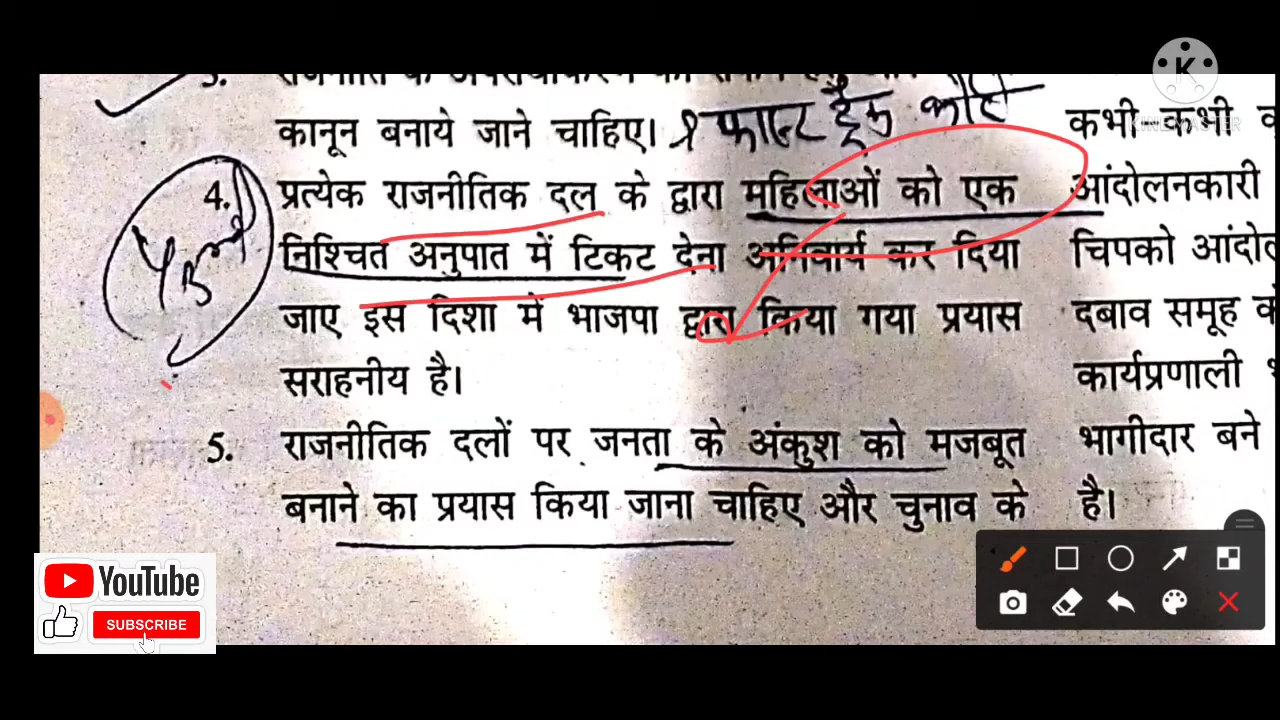 कानून बनाये जाने चाहिए।
4. प्रत्येक राजनीतिक दल के द्वारा महिलाओं को एक
निश्चित अनुपात में टिकट देना अनिवार्य कर दिया
जाए इस दिशा में भाजपा द्वारा किया गया प्रयास
सराहनीय है।
5. राजनीतिक दलों पर जनता के अंकुश को मजबूत
बनाने का प्रयास किया जाना चाहिए और चुनाव के
कभी कभी
आंदोलनकारी
चिपको
दबाव समूह
कार्यप्रणाली
भागीदार बने
है।
K
KINEMASTER
YouTube
SUBSCRIBE